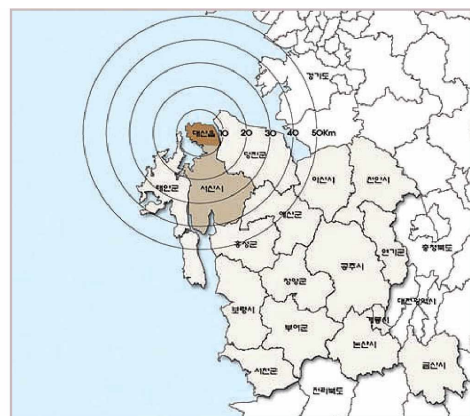 경기도
대산읍 10 20 30 40 50Km
당진군
태안군
서산시
아산시
천안시
예산군
홍성군
연기군
충청북도
공주시
청양군
보령시
대전광역시
계룡시
부여군
논산시
서천군
금산시
전라북도